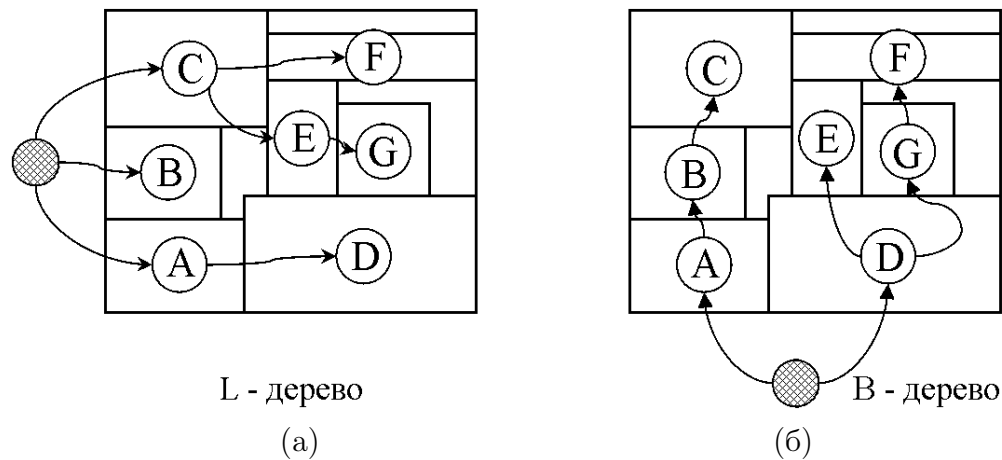 C F C F
E G E G
B B
A D A D
L - дерево B - дерево
(а) (б)